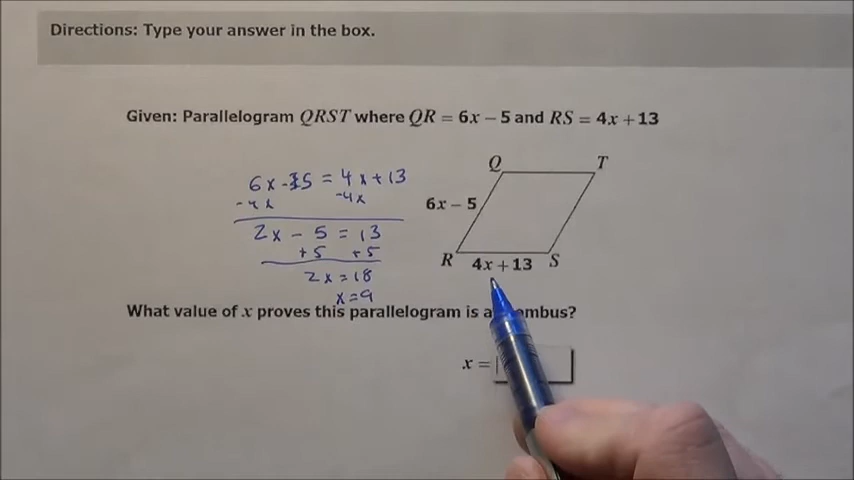 Directions: Type your answer in the box.
Given: Parallelogram QRST where QR = 6x − 5 and RS = 4x + 13
Q
T
6x - 5 = 4x + 13
-4x -4x
6x − 5
2x - 5 = 13
+5 +5
R
4x + 13
S
2x = 18
x = 9
What value of x proves this parallelogram is a
?
x =